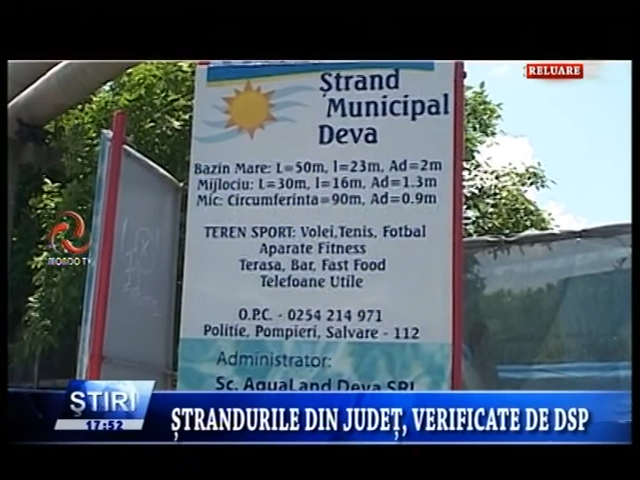 RELUARE
Ștrand
Municipal
Deva
Bazin Mare: L=50m, l=23m, Ad=2m
Mijlociu: L=30m, l=16m, Ad=1.3m
Mic: Circumferinta=90m, Ad=0.9m
TEREN SPORT: Volei,Tenis, Fotbal
Aparate Fitness
Terasa, Bar, Fast Food
Telefoane Utile
O.P.C. - 0254 214 971
Politie, Pompieri, Salvare - 112
Administrator:
Sc. AquaLand Deva SRL
MONDO TV
ȘTIRI
17:52
ȘTRANDURILE DIN JUDEȚ, VERIFICATE DE DSP